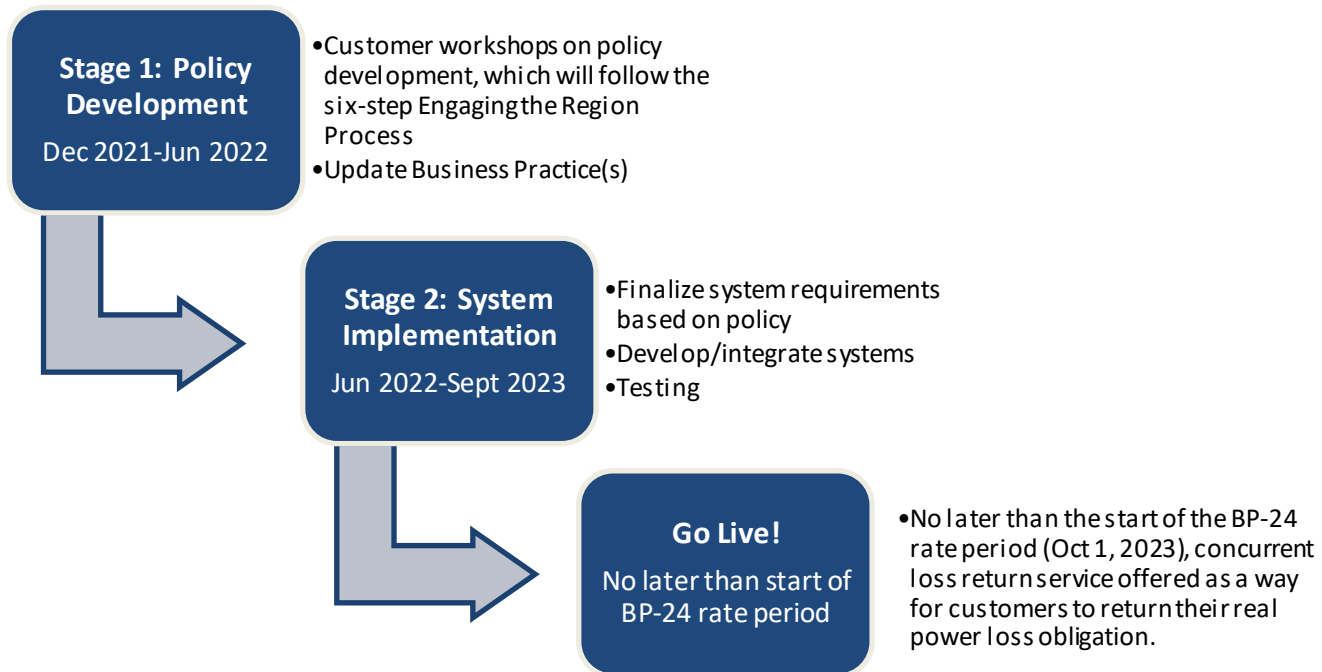 Stage 1: Policy
Development
Dec 2021-Jun 2022
•Customer workshops on policy
development, which will follow the
six-step Engaging the Region
Process
•Update Business Practice(s)
Stage 2: System
Implementation
Jun 2022-Sept 2023
•Finalize system requirements
based on policy
•Develop/integrate systems
•Testing
Go Live!
No later than start of
BP-24 rate period
•No later than the start of the BP-24
rate period (Oct 1, 2023), concurrent
loss return service offered as a way
for customers to return their real
power loss obligation.